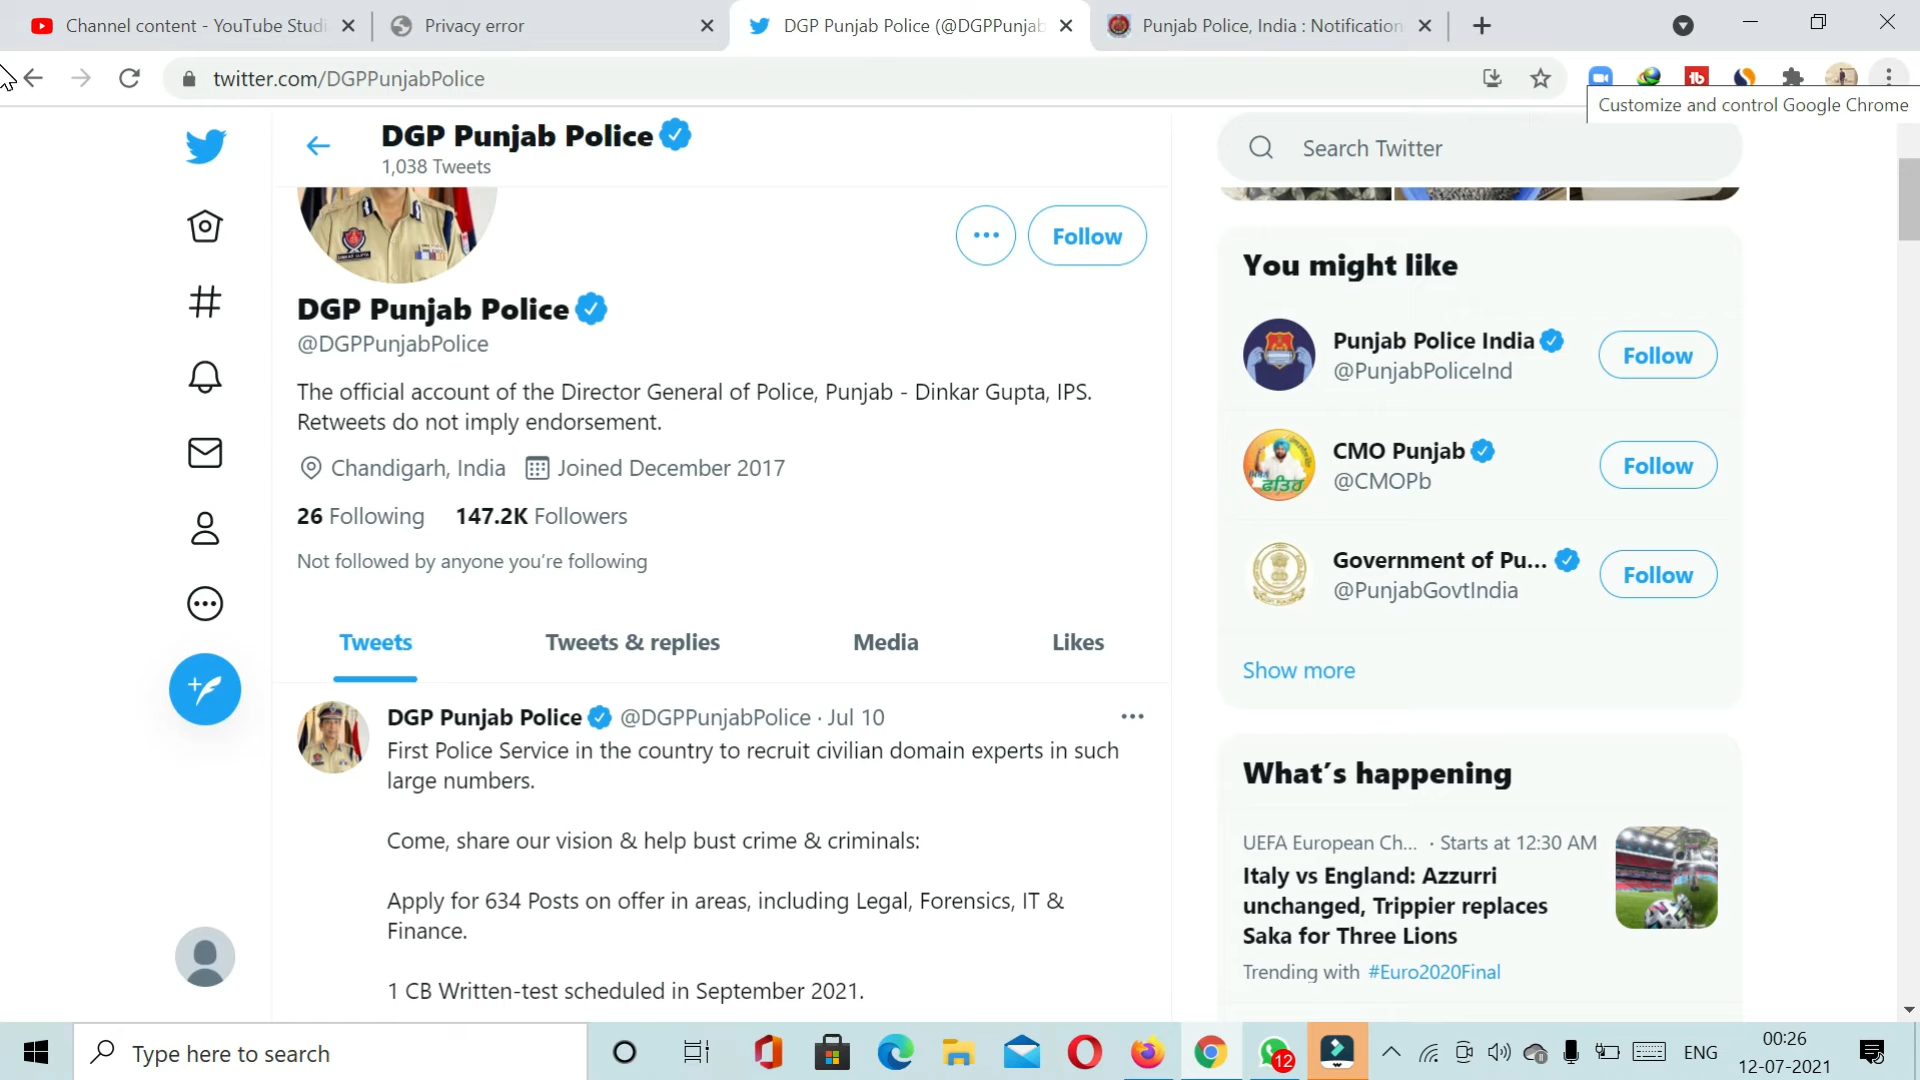 Channel content - YouTube Studi
Privacy error
DGP Punjab Police (@DGPPunjab
Punjab Police, India : Notification
twitter.com/DGPPunjabPolice
Customize and control Google Chrome
DGP Punjab Police
1,038 Tweets
Search Twitter
Follow
DGP Punjab Police
@DGPPunjabPolice
The official account of the Director General of Police, Punjab - Dinkar Gupta, IPS.
Retweets do not imply endorsement.
Chandigarh, India Joined December 2017
26 Following 147.2K Followers
Not followed by anyone you're following
Tweets Tweets & replies Media Likes
DGP Punjab Police @DGPPunjabPolice · Jul 10
First Police Service in the country to recruit civilian domain experts in such
large numbers.
Come, share our vision & help bust crime & criminals:
Apply for 634 Posts on offer in areas, including Legal, Forensics, IT &
Finance.
1 CB Written-test scheduled in September 2021.
You might like
Punjab Police India
@PunjabPoliceInd
Follow
CMO Punjab
@CMOPb
Follow
Government of Pu...
@PunjabGovtIndia
Follow
Show more
What's happening
UEFA European Ch... · Starts at 12:30 AM
Italy vs England: Azzurri
unchanged, Trippier replaces
Saka for Three Lions
Trending with #Euro2020Final
Type here to search
12
ENG
00:26
12-07-2021